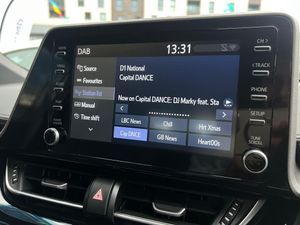 DAB
13:31
CH >
< TRACK
PHONE
SETUP
TUNE
SCROLL
Source
Favourites
Station list
Manual
Time shift
D1 National
Capital DANCE
Now on Capital DANCE: DJ Marky feat, Sta
LBC News
Chill
Hrt Xmas
Cap DNCE
GB News
Heart00s